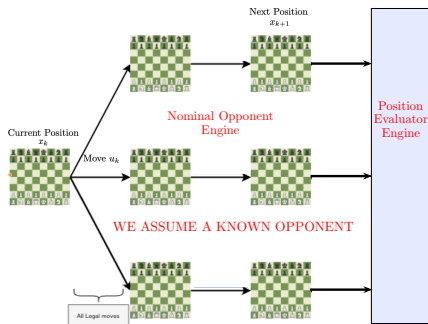 Next Position
x_{k+1}
Nominal Opponent
Engine
Position
Evaluator
Engine
Current Position
x_k
Move u_k
WE ASSUME A KNOWN OPPONENT
All Legal moves